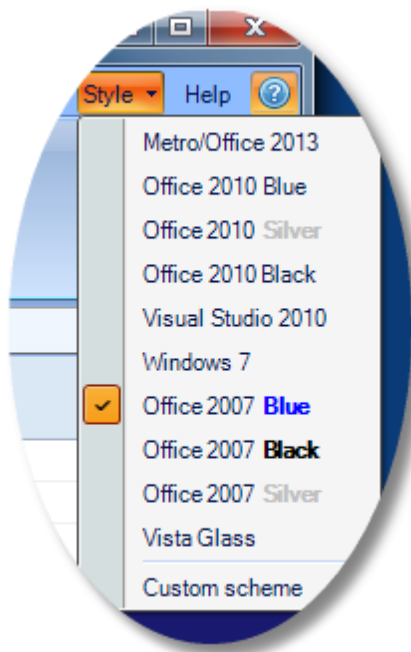 Style Help
Metro/Office 2013
Office 2010 Blue
Office 2010 Silver
Office 2010 Black
Visual Studio 2010
Windows 7
Office 2007 Blue
Office 2007 Black
Office 2007 Silver
Vista Glass
Custom scheme